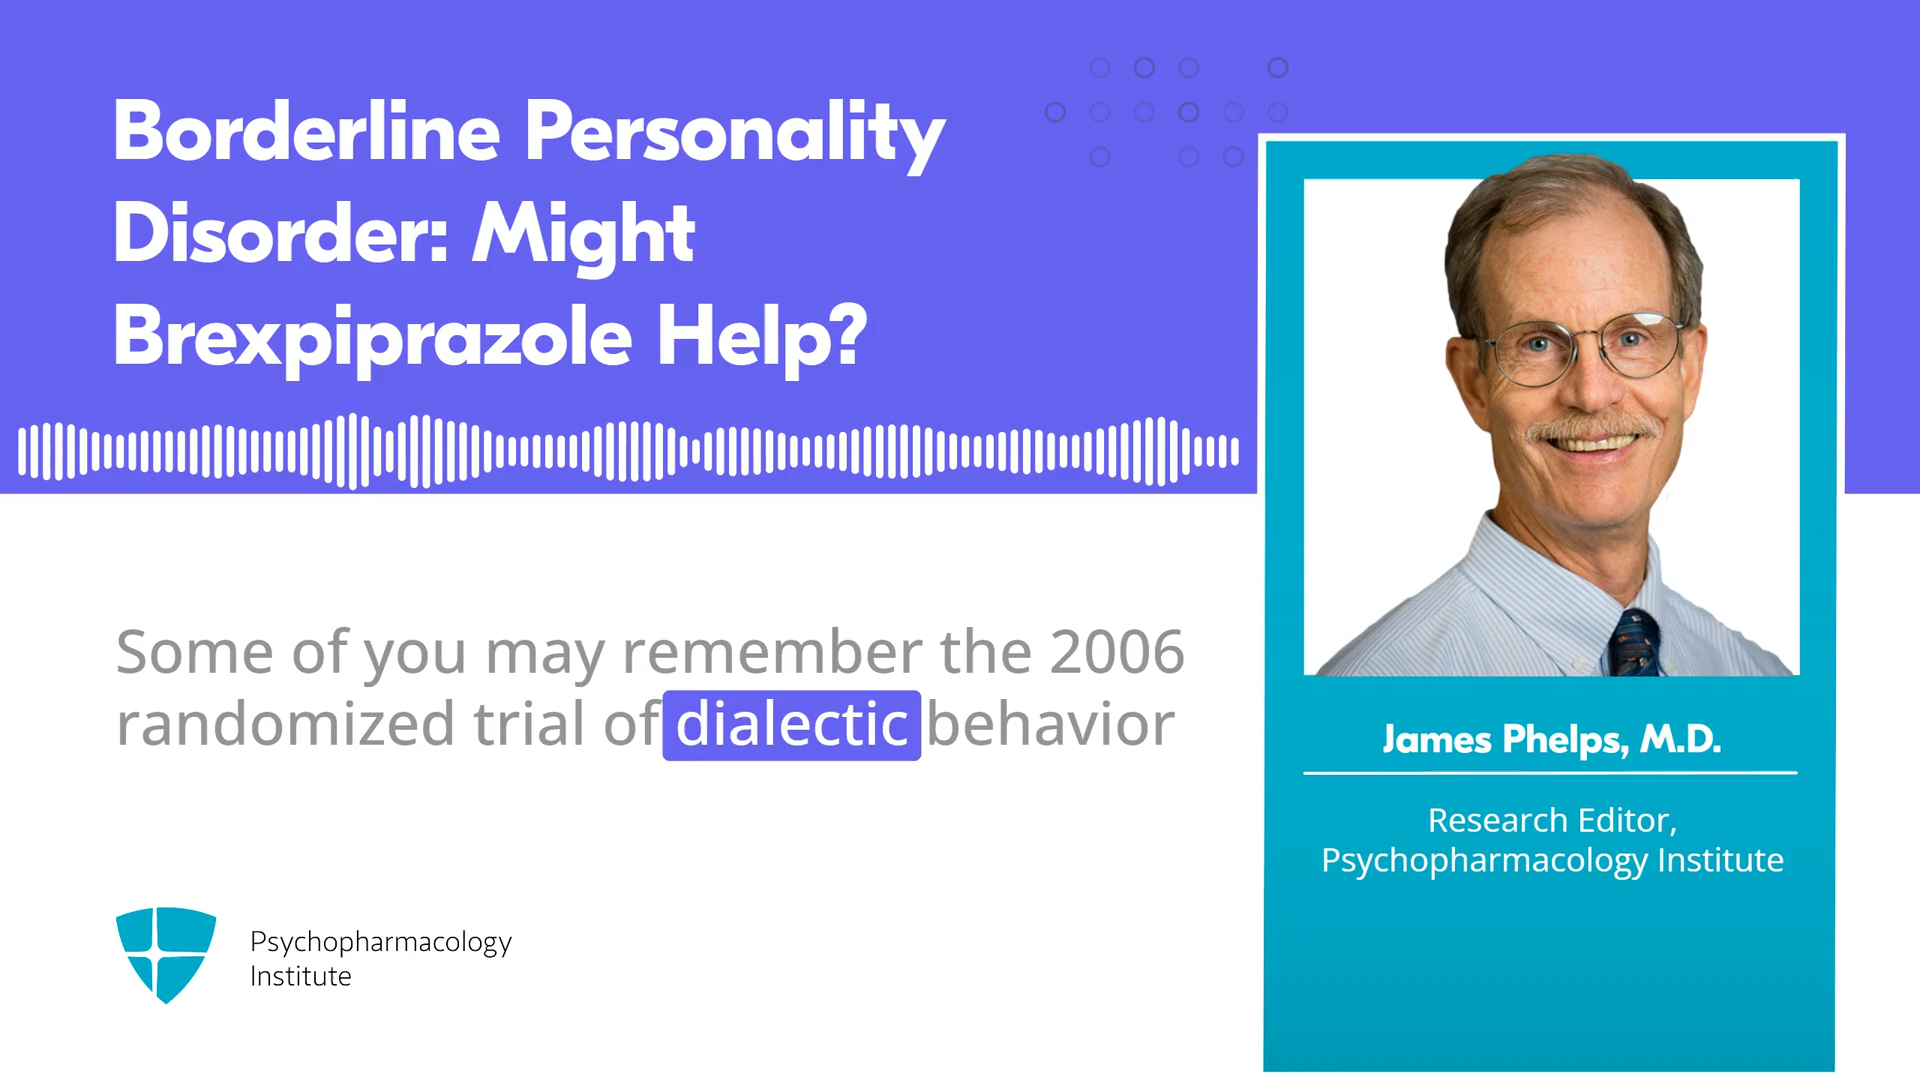 Borderline Personality
Disorder: Might
Brexpiprazole Help?
Some of you may remember the 2006
randomized trial of dialectic behavior
James Phelps, M.D.
Research Editor,
Psychopharmacology Institute
Psychopharmacology
Institute